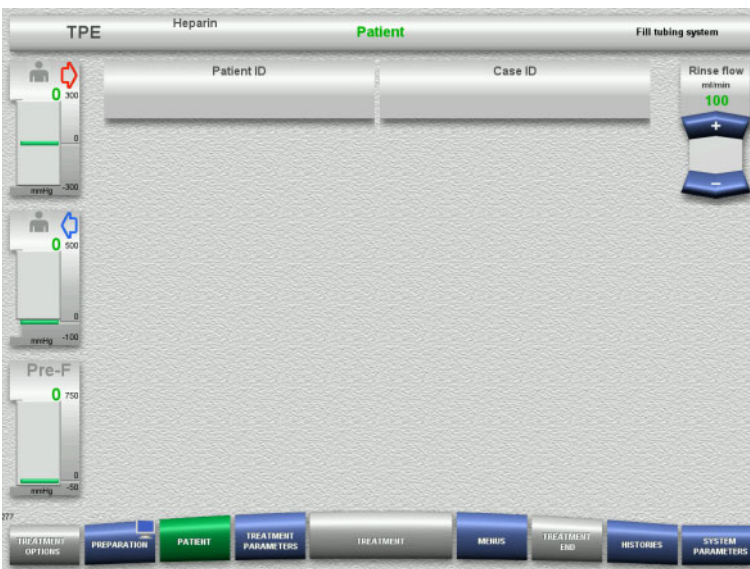 TPE
Heparin
Patient
Fill tubing system
Patient ID
Case ID
Rinse flow
ml/min
100
+
−
0
300
0
-300
mmHg
0
500
0
-100
mmHg
Pre-F
0
750
0
-50
mmHg
277
TREATMENT
OPTIONS
PREPARATION
PATIENT
TREATMENT
PARAMETERS
TREATMENT
MENUS
TREATMENT
END
HISTORIES
SYSTEM
PARAMETERS